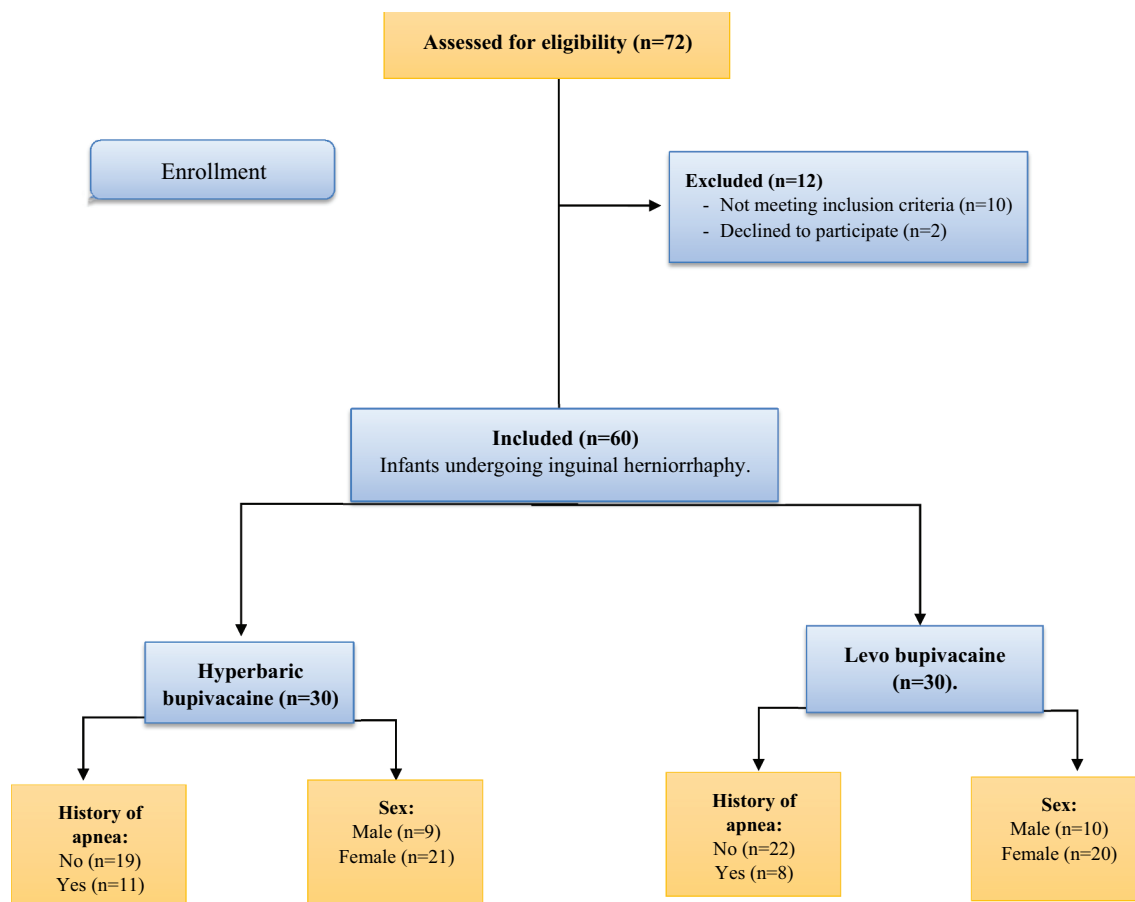 Assessed for eligibility (n=72)
Enrollment
Excluded (n=12)
- Not meeting inclusion criteria (n=10)
- Declined to participate (n=2)
Included (n=60)
Infants undergoing inguinal herniorrhaphy.
Hyperbaric
bupivacaine (n=30)
Levo bupivacaine
(n=30).
History of
apnea:
No (n=19)
Yes (n=11)
Sex:
Male (n=9)
Female (n=21)
History of
apnea:
No (n=22)
Yes (n=8)
Sex:
Male (n=10)
Female (n=20)